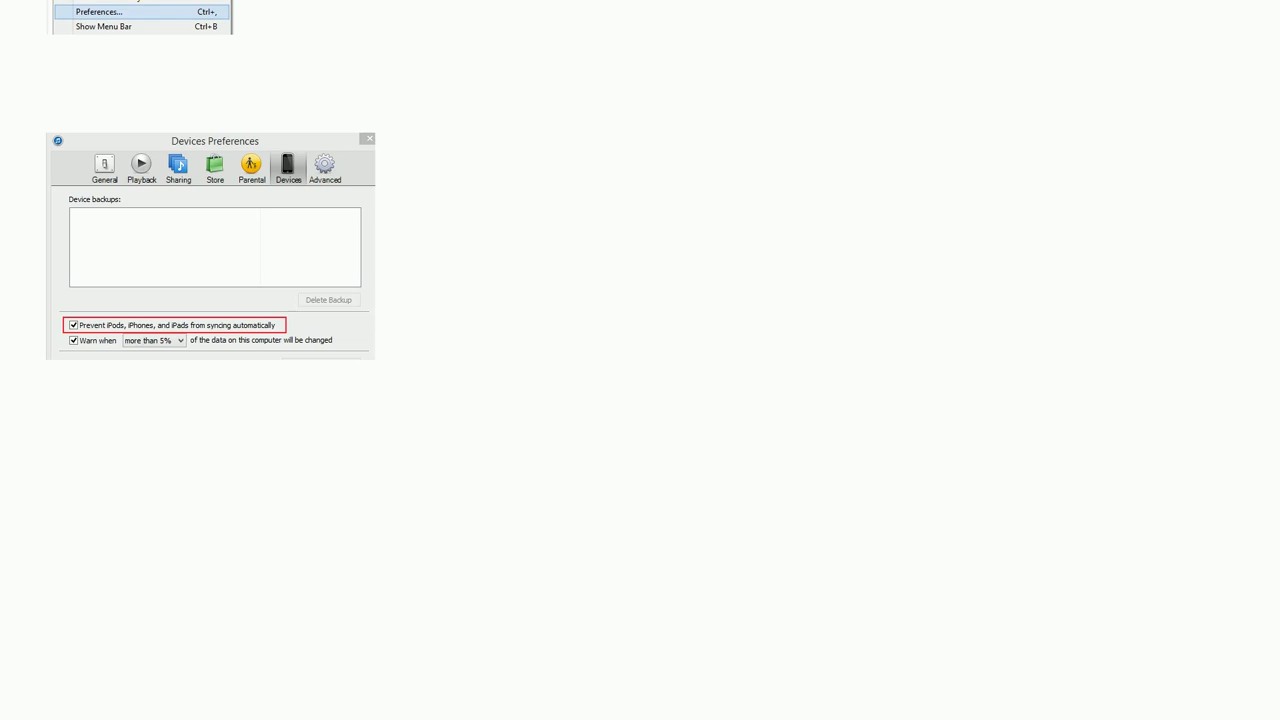 Preferences... Ctrl+,
Show Menu Bar Ctrl+B
Devices Preferences
General Playback Sharing Store Parental Devices Advanced
Device backups:
Delete Backup
Prevent iPods, iPhones, and iPads from syncing automatically
Warn when more than 5% of the data on this computer will be changed